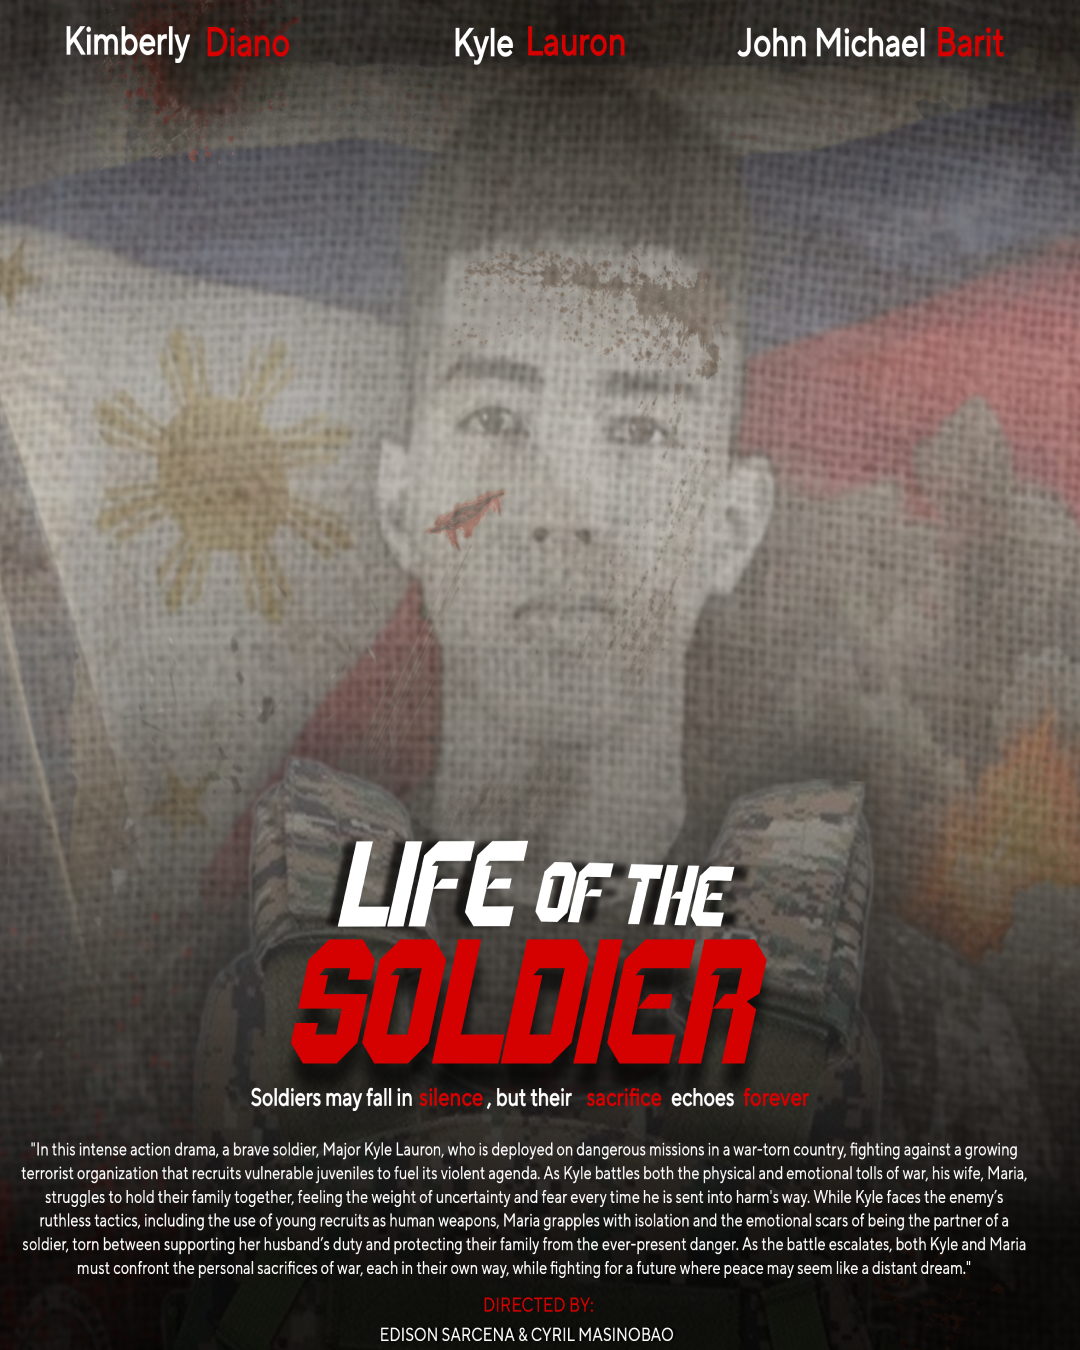 Kimberly Diano Kyle Lauron John Michael Barit
LIFE OF THE
SOLDIER
Soldiers may fall in silence, but their sacrifice echoes forever
"In this intense action drama, a brave soldier, Major Kyle Lauron, who is deployed on dangerous missions in a war-torn country, fighting against a growing
terrorist organization that recruits vulnerable juveniles to fuel its violent agenda. As Kyle battles both the physical and emotional tolls of war, his wife, Maria,
struggles to hold their family together, feeling the weight of uncertainty and fear every time he is sent into harm's way. While Kyle faces the enemy’s
ruthless tactics, including the use of young recruits as human weapons, Maria grapples with isolation and the emotional scars of being the partner of a
soldier, torn between supporting her husband’s duty and protecting their family from the ever-present danger. As the battle escalates, both Kyle and Maria
must confront the personal sacrifices of war, each in their own way, while fighting for a future where peace may seem like a distant dream."
DIRECTED BY:
EDISON SARCENA & CYRIL MASINOBAO